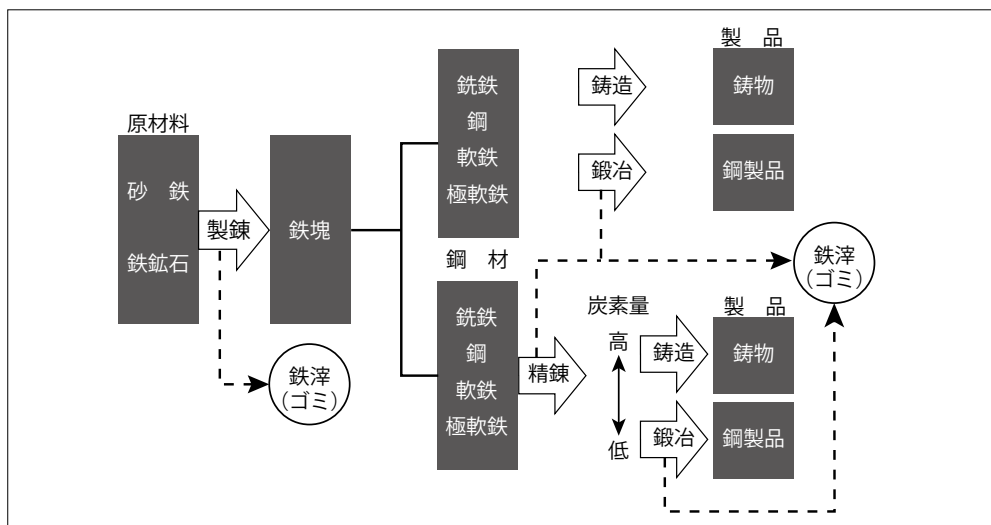 原材料
砂　鉄
鉄鉱石
製錬
鉄滓
（ゴミ）
鉄塊
銑鉄
鋼
軟鉄
極軟鉄
鋼　材
銑鉄
鋼
軟鉄
極軟鉄
鋳造
鍛冶
製　品
鋳物
鋼製品
鉄滓
（ゴミ）
精錬
炭素量
高
低
鋳造
鍛冶
製　品
鋳物
鋼製品